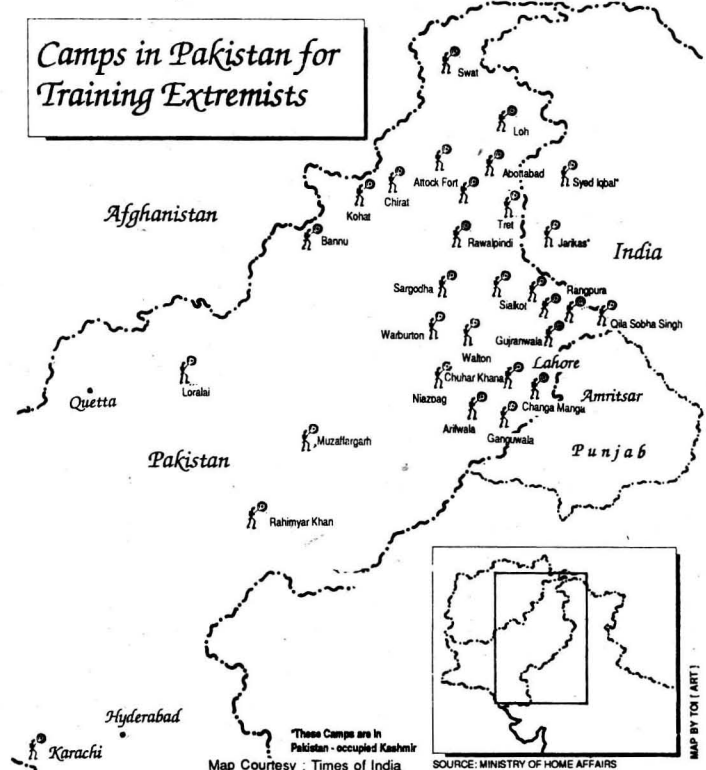 Camps in Pakistan for
Training Extremists
Swat
Loh
Abottabad
Syed Iqbal*
Attock Fort
Chirat
Kohat
Tret
Afghanistan
Bannu
Rawalpindi
Jarikas*
India
Sargodha
Sialkot
Rangpura
Qila Sobha Singh
Warburton
Walton
Gujranwala
Lahore
Loralai
Niazbag
Chuhar Khana
Amritsar
Quetta
Changa Manga
Arifwala
Ganguwala
Muzaffargarh
Punjab
Pakistan
Rahimyar Khan
Hyderabad
Karachi
*These Camps are in
Pakistan - occupied Kashmir
Map Courtesy : Times of India
SOURCE: MINISTRY OF HOME AFFAIRS
MAP BY TOI [ ART ]